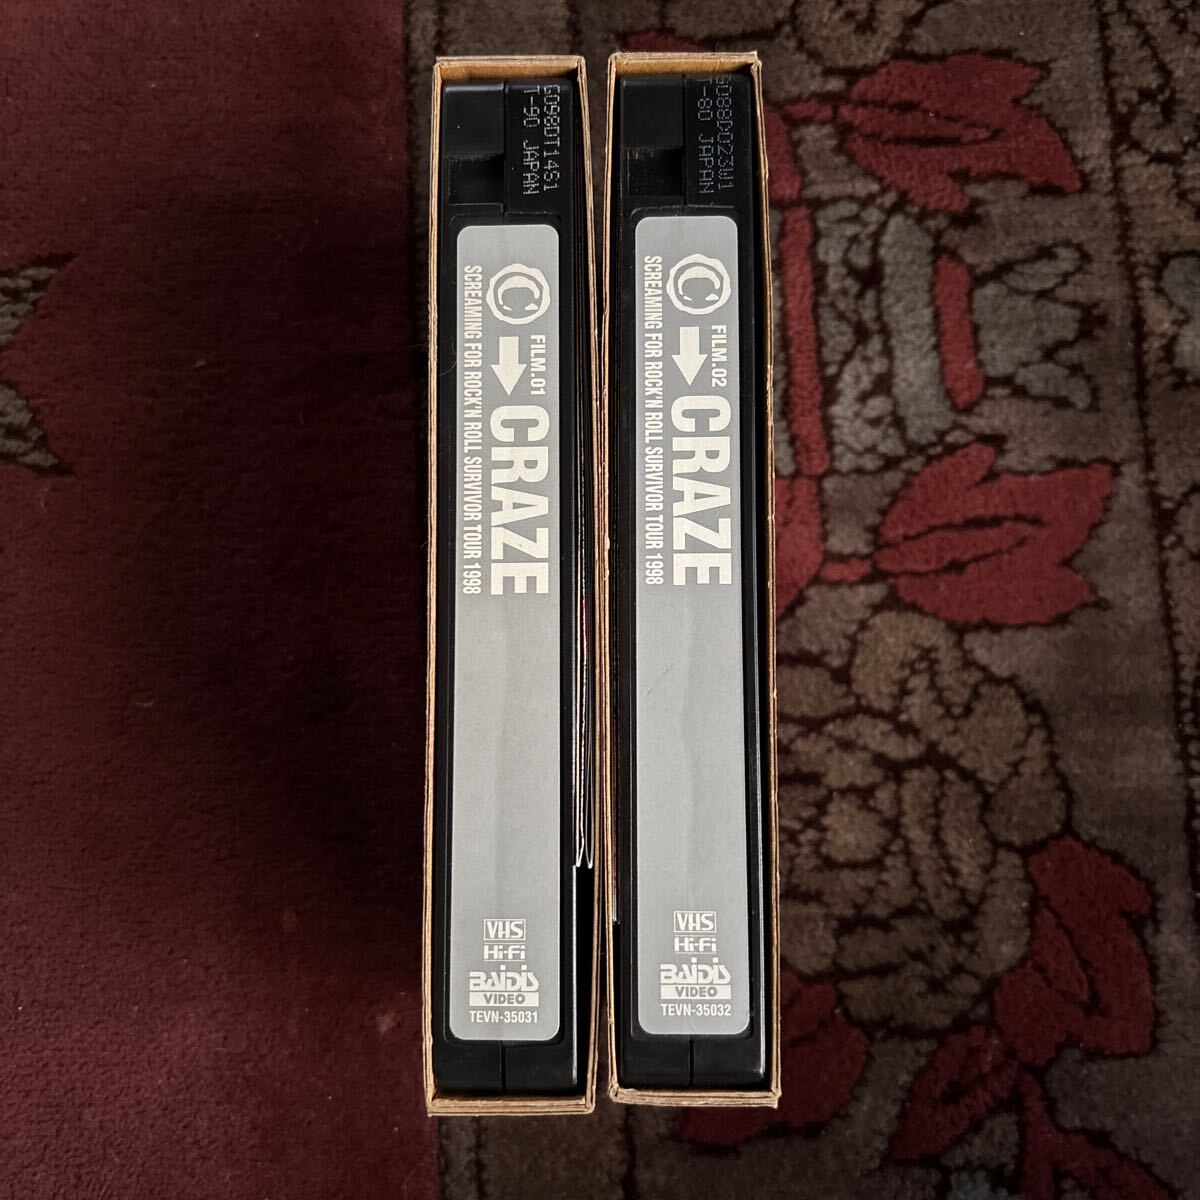 G098DT14S1
T-90 JAPAN
C
FILM.01
CRAZE
SCREAMING FOR ROCK'N ROLL SURVIVOR TOUR 1998
VHS
Hi-Fi
BAIDIS
VIDEO
TEVN-35031
G088D023W1
T-80 JAPAN
C
FILM.02
CRAZE
SCREAMING FOR ROCK'N ROLL SURVIVOR TOUR 1998
VHS
Hi-Fi
BAIDIS
VIDEO
TEVN-35032